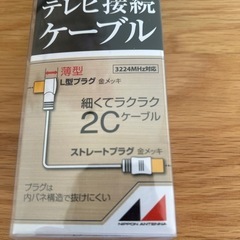 テレビ接続
ケーブル
薄型
3224MHz対応
L型プラグ 金メッキ
細くてラクラク
2Cケーブル
ストレートプラグ 金メッキ
プラグは
内バネ構造で抜けにくい
NIPPON ANTENNA